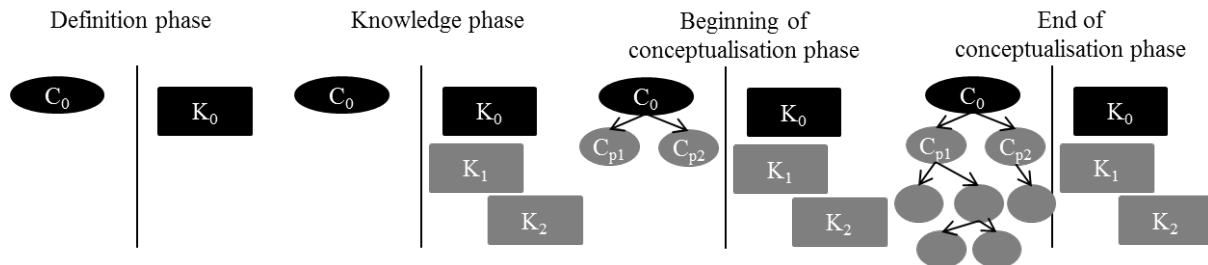 Definition phase
Knowledge phase
Beginning of
conceptualisation phase
End of
conceptualisation phase
C₀
K₀
C₀
K₀
K₁
K₂
C₀
Cₚ₁
Cₚ₂
K₀
K₁
K₂
C₀
Cₚ₁
Cₚ₂
K₀
K₁
K₂